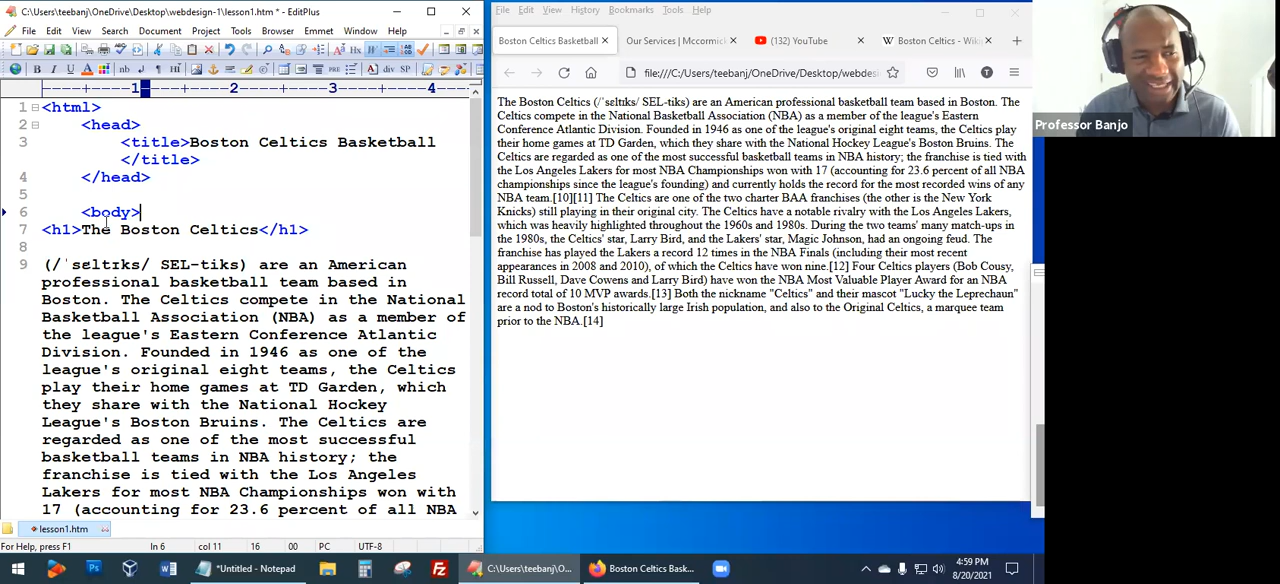 C:\Users\teebanj\OneDrive\Desktop\webdesign-1\lesson1.htm * - EditPlus
File Edit View Search Document Project Tools Browser Emmet Window Help
----+----1----+----2----+----3----+----4
1 <html>
2 <head>
3 <title>Boston Celtics Basketball
</title>
4 </head>
5
6 <body>
7 <h1>The Boston Celtics</h1>
8
9 (/ˈsɛltɪks/ SEL-tiks) are an American
professional basketball team based in
Boston. The Celtics compete in the National
Basketball Association (NBA) as a member of
the league's Eastern Conference Atlantic
Division. Founded in 1946 as one of the
league's original eight teams, the Celtics
play their home games at TD Garden, which
they share with the National Hockey
League's Boston Bruins. The Celtics are
regarded as one of the most successful
basketball teams in NBA history; the
franchise is tied with the Los Angeles
Lakers for most NBA Championships won with
17 (accounting for 23.6 percent of all NBA
lesson1.htm
For Help, press F1 ln 6 col 11 16 00 PC UTF-8
File Edit View History Bookmarks Tools Help
Boston Celtics Basketball Our Services | Mccormick (132) YouTube Boston Celtics - Wik
file:///C:/Users/teebanj/OneDrive/Desktop/webdesi
The Boston Celtics (/ˈsɛltɪks/ SEL-tiks) are an American professional basketball team based in Boston. The
Celtics compete in the National Basketball Association (NBA) as a member of the league's Eastern
Conference Atlantic Division. Founded in 1946 as one of the league's original eight teams, the Celtics play
their home games at TD Garden, which they share with the National Hockey League's Boston Bruins. The
Celtics are regarded as one of the most successful basketball teams in NBA history; the franchise is tied with
the Los Angeles Lakers for most NBA Championships won with 17 (accounting for 23.6 percent of all NBA
championships since the league's founding) and currently holds the record for the most recorded wins of any
NBA team.[10][11] The Celtics are one of the two charter BAA franchises (the other is the New York
Knicks) still playing in their original city. The Celtics have a notable rivalry with the Los Angeles Lakers,
which was heavily highlighted throughout the 1960s and 1980s. During the two teams' many match-ups in
the 1980s, the Celtics' star, Larry Bird, and the Lakers' star, Magic Johnson, had an ongoing feud. The
franchise has played the Lakers a record 12 times in the NBA Finals (including their most recent
appearances in 2008 and 2010), of which the Celtics have won nine.[12] Four Celtics players (Bob Cousy,
Bill Russell, Dave Cowens and Larry Bird) have won the NBA Most Valuable Player Award for an NBA
record total of 10 MVP awards.[13] Both the nickname "Celtics" and their mascot "Lucky the Leprechaun"
are a nod to Boston's historically large Irish population, and also to the Original Celtics, a marquee team
prior to the NBA.[14]
Professor Banjo
*Untitled - Notepad C:\Users\teebanj\O... Boston Celtics Bask...
4:59 PM
8/20/2021